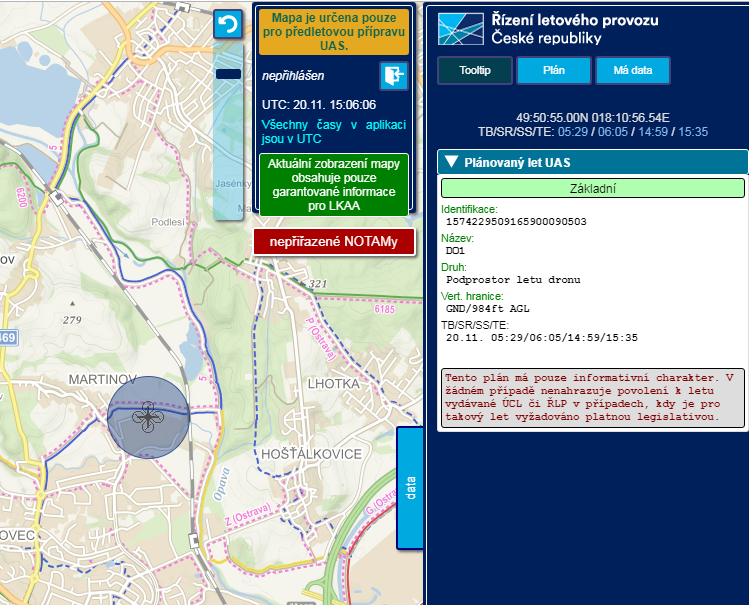 Mapa je určena pouze
pro předletovou přípravu
UAS.
nepřihlášen
UTC: 20.11. 15:06:06
Všechny časy v aplikaci
jsou v UTC
Aktuální zobrazení mapy
obsahuje pouze
garantované informace
pro LKAA
nepřiřazené NOTAMy
5
6200
Jasénky
Podlesí
321
279
6185
P (Ostrava)
469
MARTINOV
5
LHOTKA
HOŠŤÁLKOVICE
Opava
Z (Ostrava)
G (Ostrava)
OVEC
data
Řízení letového provozu
České republiky
Tooltip
Plán
Má data
49:50:55.00N 018:10:56.54E
TB/SR/SS/TE: 05:29 / 06:05 / 14:59 / 15:35
Plánovaný let UAS
Základní
Identifikace:
1574229509165900090503
Název:
DO1
Druh:
Podprostor letu dronu
Vert. hranice:
GND/984ft AGL
TB/SR/SS/TE:
20.11. 05:29/06:05/14:59/15:35
Tento plán má pouze informativní charakter. V
žádném případě nenahrazuje povolení k letu
vydávané ÚCL či ŘLP v případech, kdy je pro
takový let vyžadováno platnou legislativou.